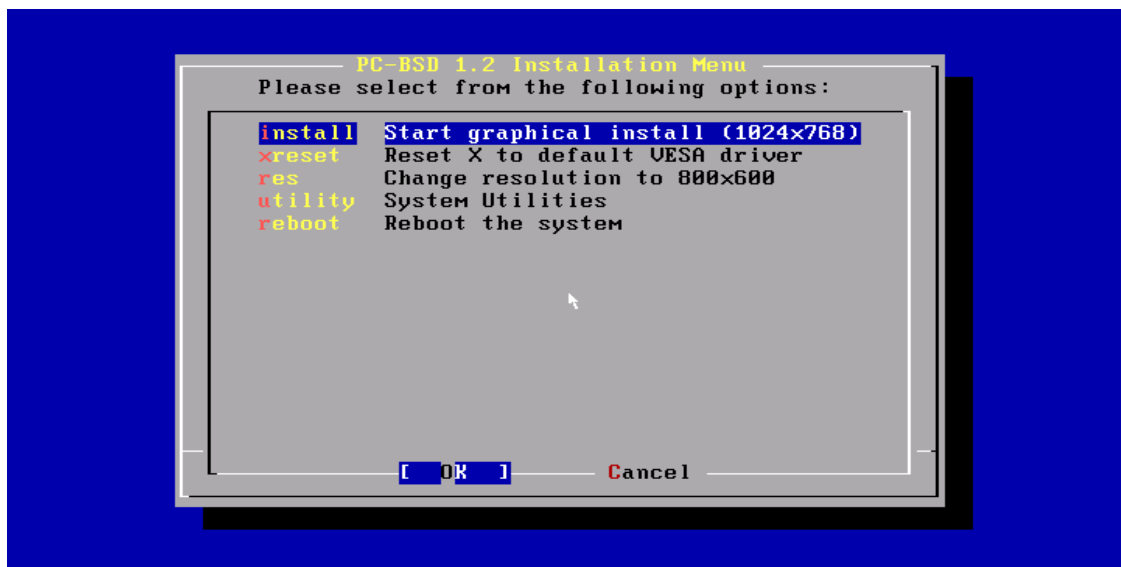 PC-BSD 1.2 Installation Menu
Please select from the following options:
install Start graphical install (1024x768)
xreset Reset X to default VESA driver
res Change resolution to 800x600
utility System Utilities
reboot Reboot the system
[ OK ] Cancel